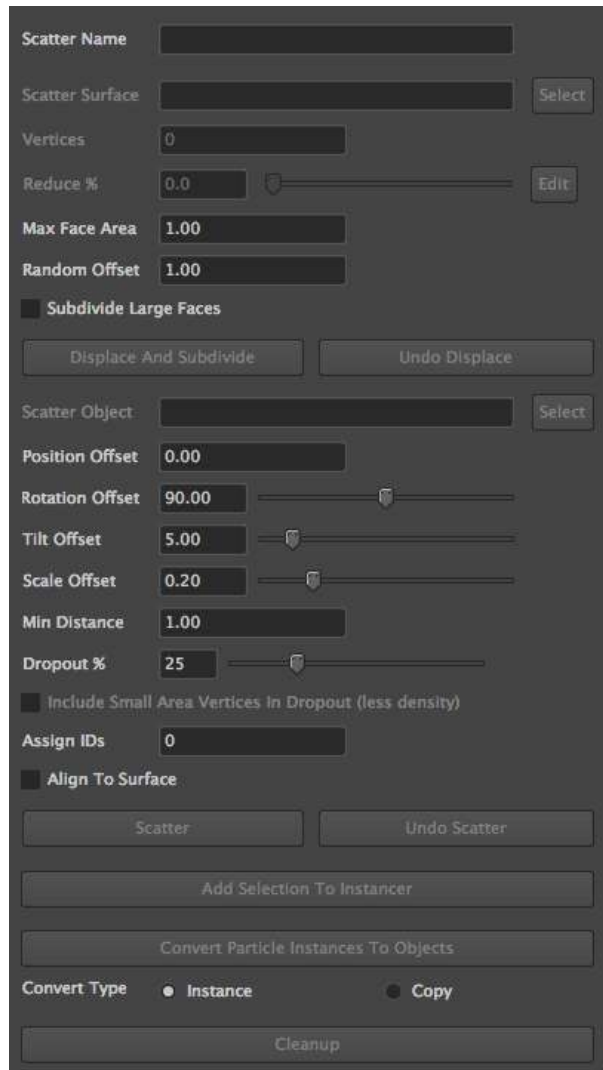 Scatter Name
Scatter Surface Select
Vertices 0
Reduce % 0.0 Edit
Max Face Area 1.00
Random Offset 1.00
Subdivide Large Faces
Displace And Subdivide Undo Displace
Scatter Object Select
Position Offset 0.00
Rotation Offset 90.00
Tilt Offset 5.00
Scale Offset 0.20
Min Distance 1.00
Dropout % 25
Include Small Area Vertices In Dropout (less density)
Assign IDs 0
Align To Surface
Scatter Undo Scatter
Add Selection To Instancer
Convert Particle Instances To Objects
Convert Type Instance Copy
Cleanup